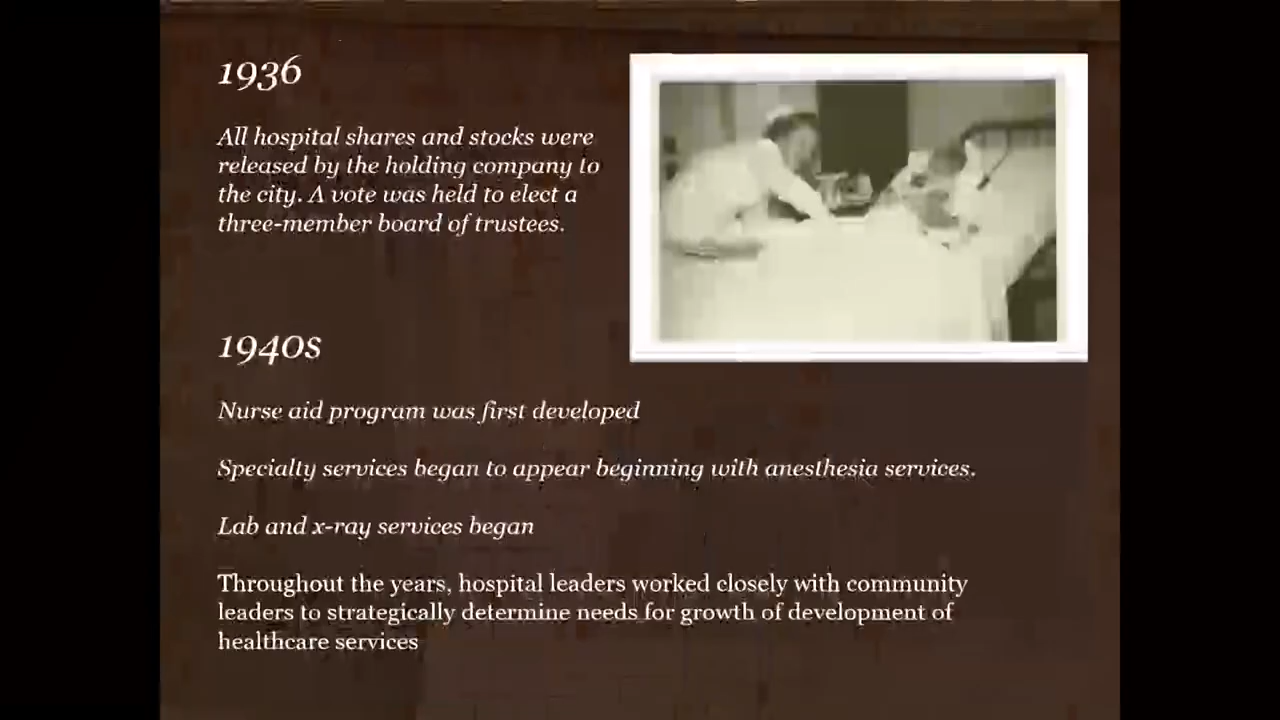 1936
All hospital shares and stocks were
released by the holding company to
the city. A vote was held to elect a
three-member board of trustees.
1940s
Nurse aid program was first developed
Specialty services began to appear beginning with anesthesia services.
Lab and x-ray services began
Throughout the years, hospital leaders worked closely with community
leaders to strategically determine needs for growth of development of
healthcare services